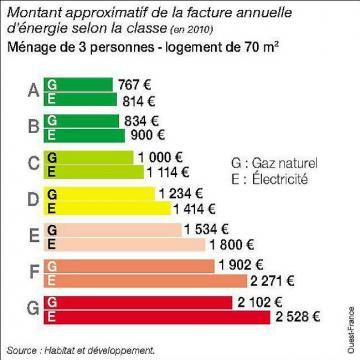 Montant approximatif de la facture annuelle
d'énergie selon la classe (en 2010)
Ménage de 3 personnes - logement de 70 m²
A
G 767 €
E 814 €
B
G 834 €
E 900 €
C
G 1 000 €
E 1 114 €
G : Gaz naturel
E : Électricité
D
G 1 234 €
E 1 414 €
E
G 1 534 €
E 1 800 €
F
G 1 902 €
E 2 271 €
G
G 2 102 €
E 2 528 €
Source : Habitat et développement.
Ouest-France